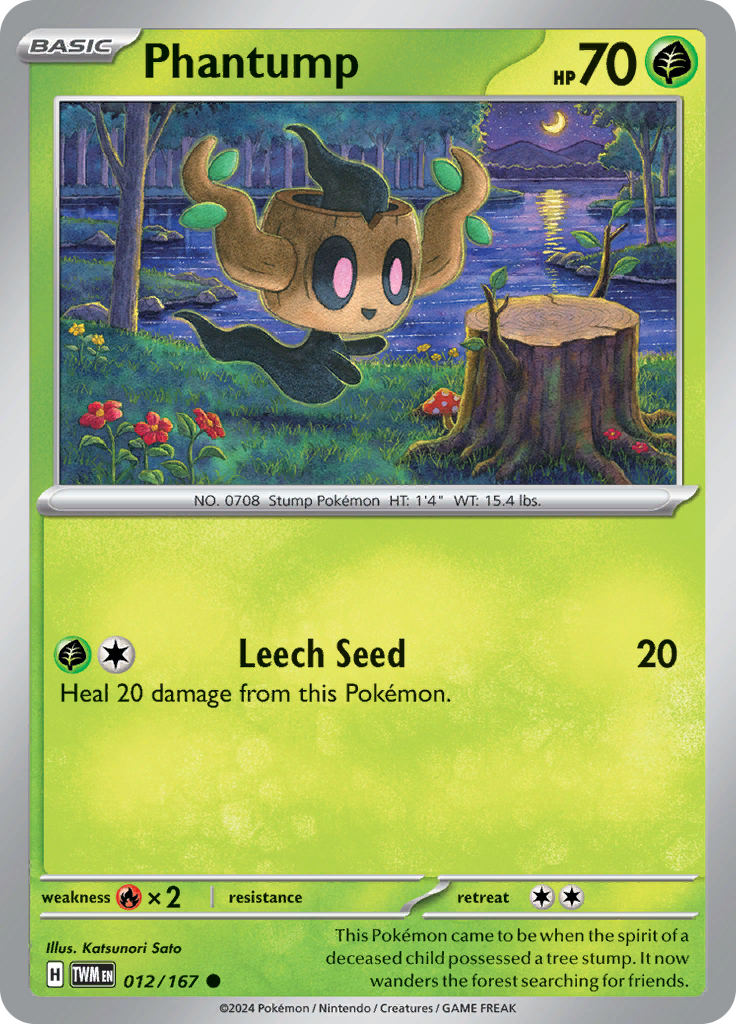 BASIC
Phantump
HP 70
NO. 0708 Stump Pokémon HT: 1'4" WT: 15.4 lbs.
Leech Seed 20
Heal 20 damage from this Pokémon.
weakness ×2 resistance retreat
Illus. Katsunori Sato
This Pokémon came to be when the spirit of a
deceased child possessed a tree stump. It now
wanders the forest searching for friends.
H TWM EN 012/167
©2024 Pokémon / Nintendo / Creatures / GAME FREAK